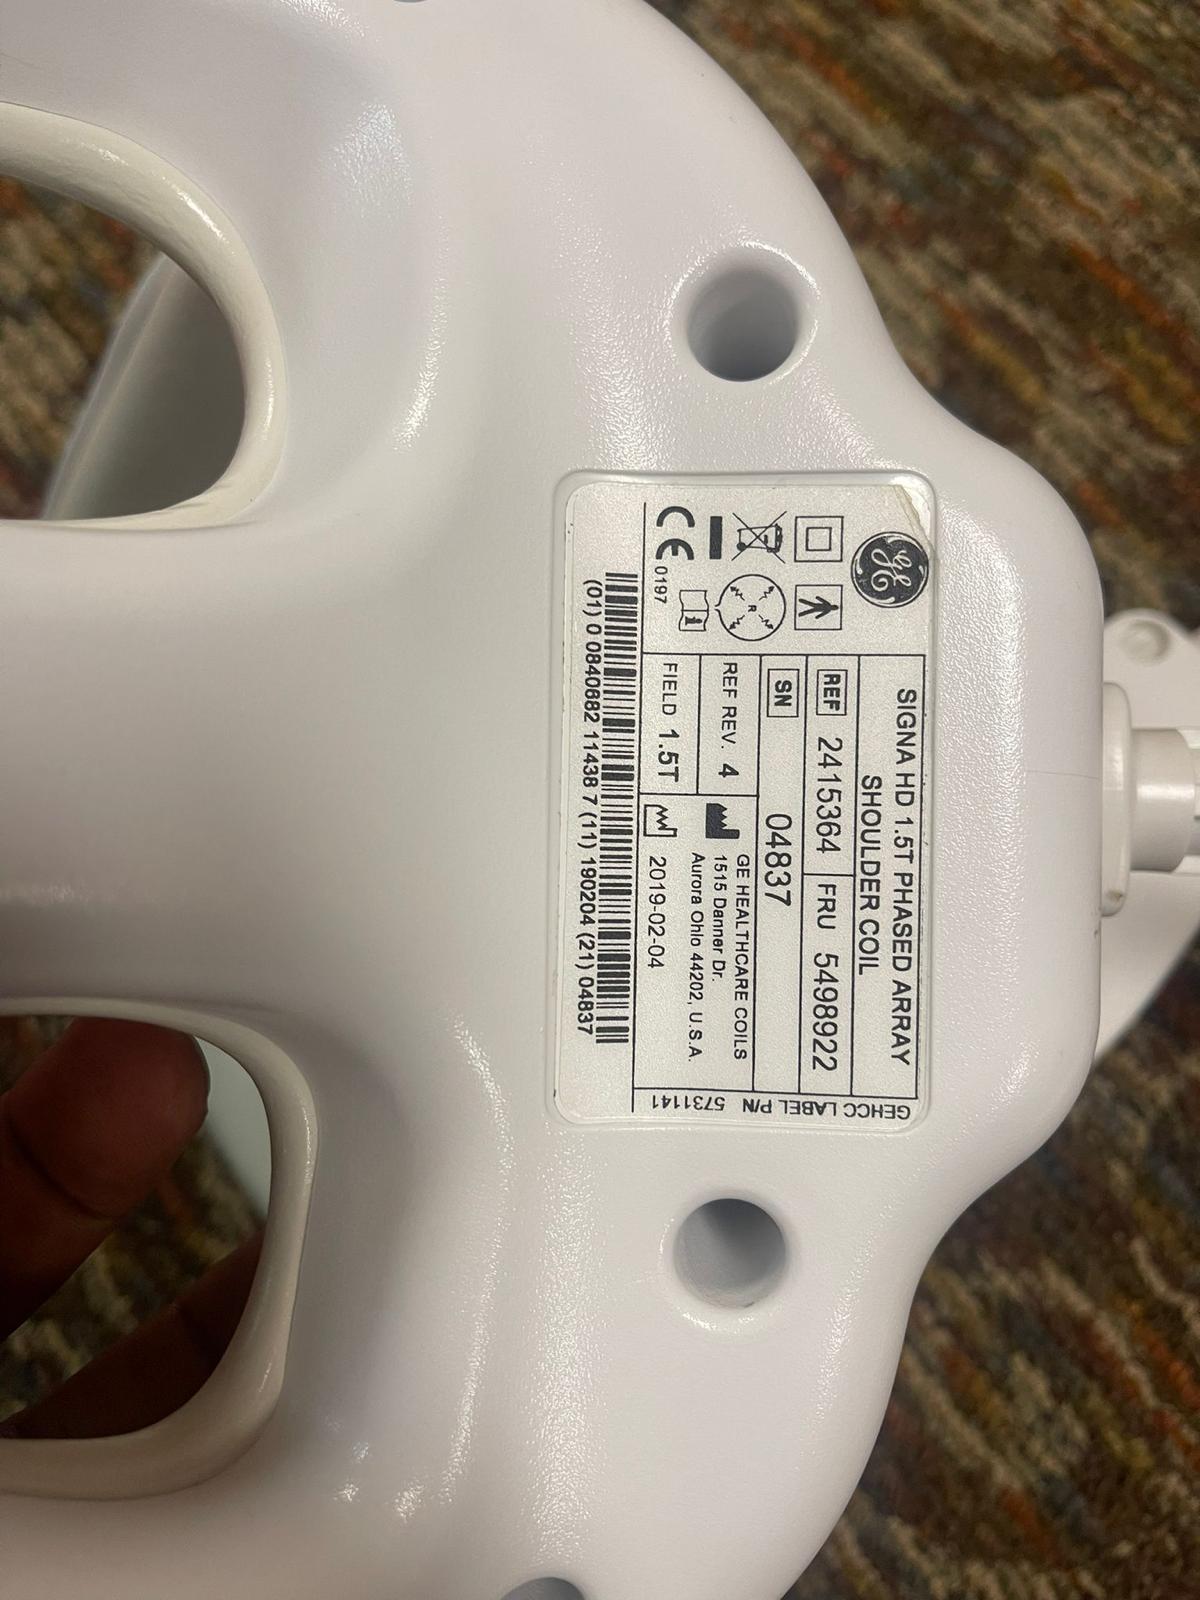 GE
SIGNA HD 1.5T PHASED ARRAY
SHOULDER COIL
REF 2415364 FRU 5498922
SN 04837
REF REV. 4
FIELD 1.5T
GE HEALTHCARE COILS
1515 Danner Dr.
Aurora Ohio 44202, U.S.A.
2019-02-04
R
i
CE 0197
(01) 0 0840682 11438 7 (11) 190204 (21) 04837
GEHCC LABEL P/N 5731141